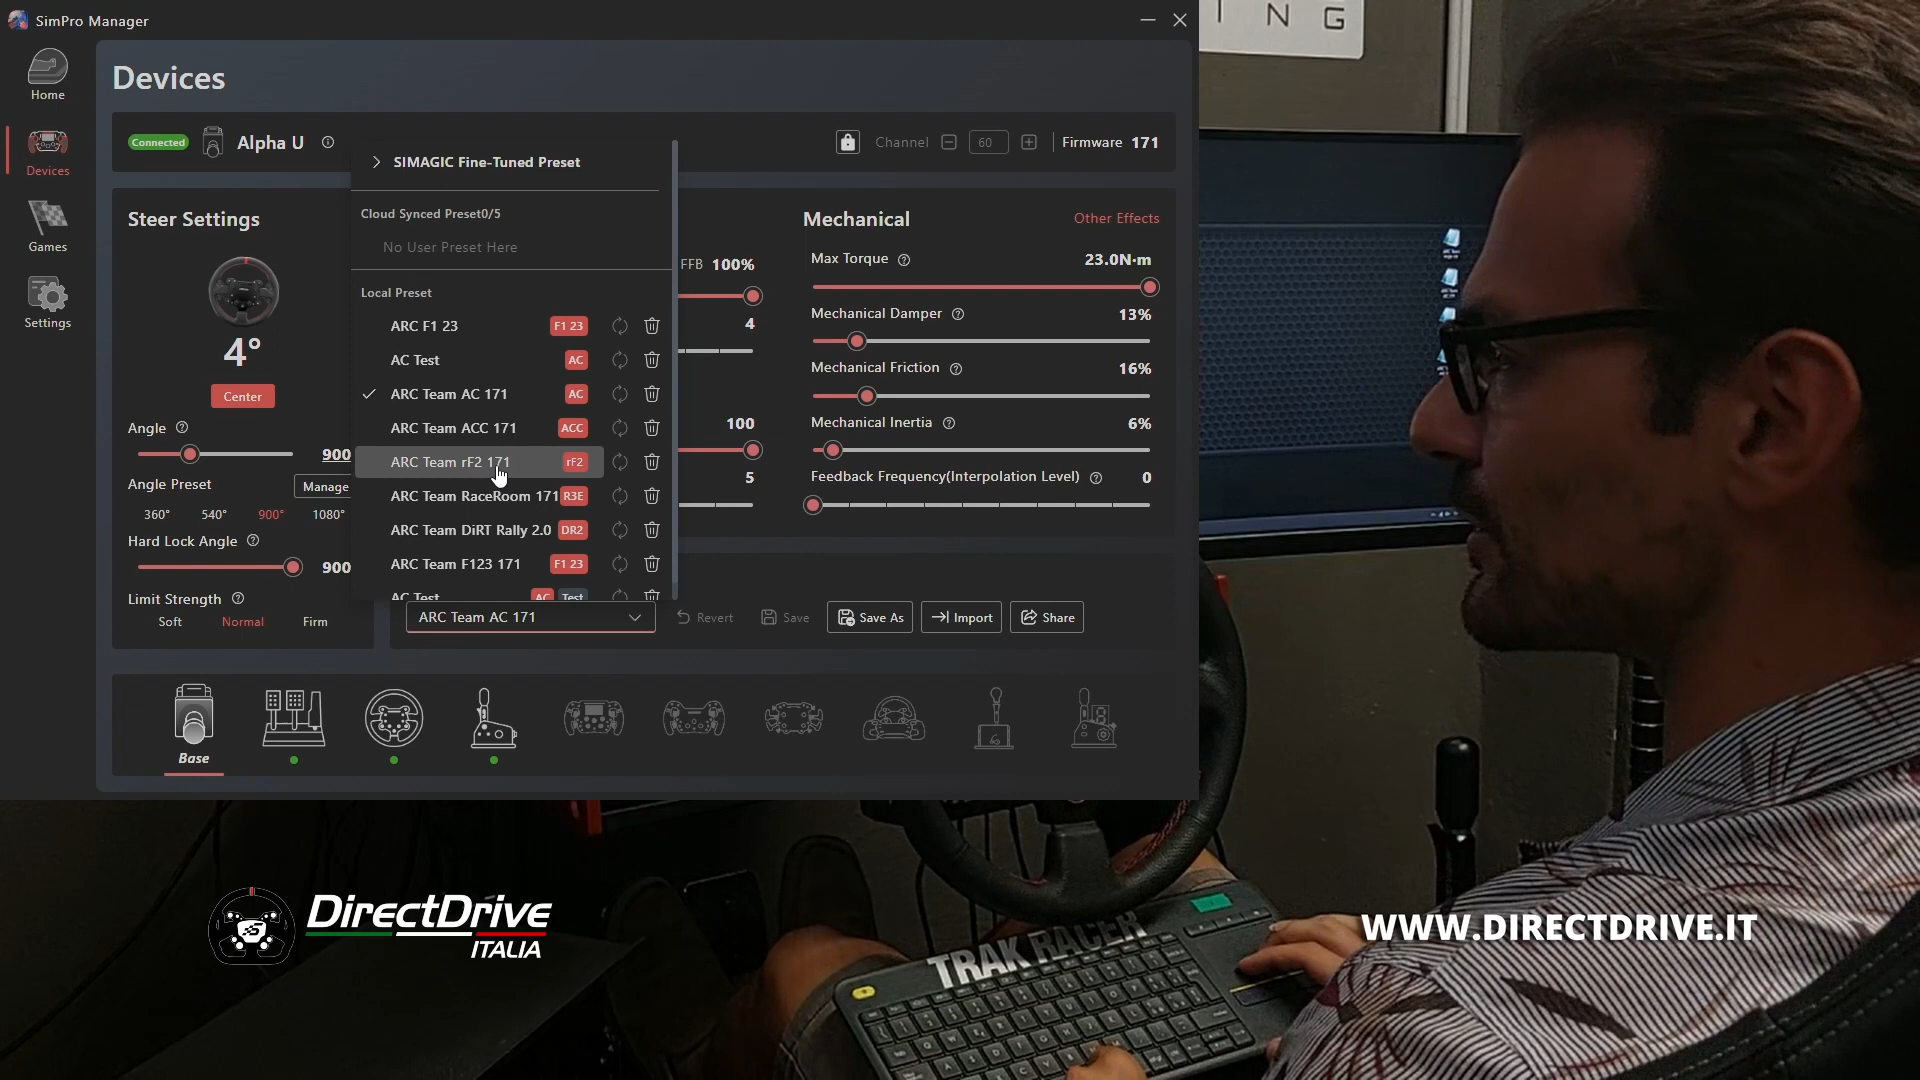 SimPro Manager
I N G
Home
Devices
Games
Settings
Devices
Connected
Alpha U
Channel
60
Firmware 171
Steer Settings
4°
Center
Angle
900
Angle Preset
Manage
360°
540°
900°
1080°
Hard Lock Angle
900
Limit Strength
Soft
Normal
Firm
SIMAGIC Fine-Tuned Preset
Cloud Synced Preset0/5
No User Preset Here
Local Preset
ARC F1 23 F1 23
AC Test AC
ARC Team AC 171 AC
ARC Team ACC 171 ACC
ARC Team rF2 171 rF2
ARC Team RaceRoom 171 R3E
ARC Team DiRT Rally 2.0 DR2
ARC Team F123 171 F1 23
AC Test AC Test
ARC Team AC 171
Revert
Save
Save As
Import
Share
FFB 100%
4
100
5
Mechanical
Other Effects
Max Torque 23.0N·m
Mechanical Damper 13%
Mechanical Friction 16%
Mechanical Inertia 6%
Feedback Frequency(Interpolation Level) 0
Base
DirectDrive
ITALIA
TRAK RACER
WWW.DIRECTDRIVE.IT